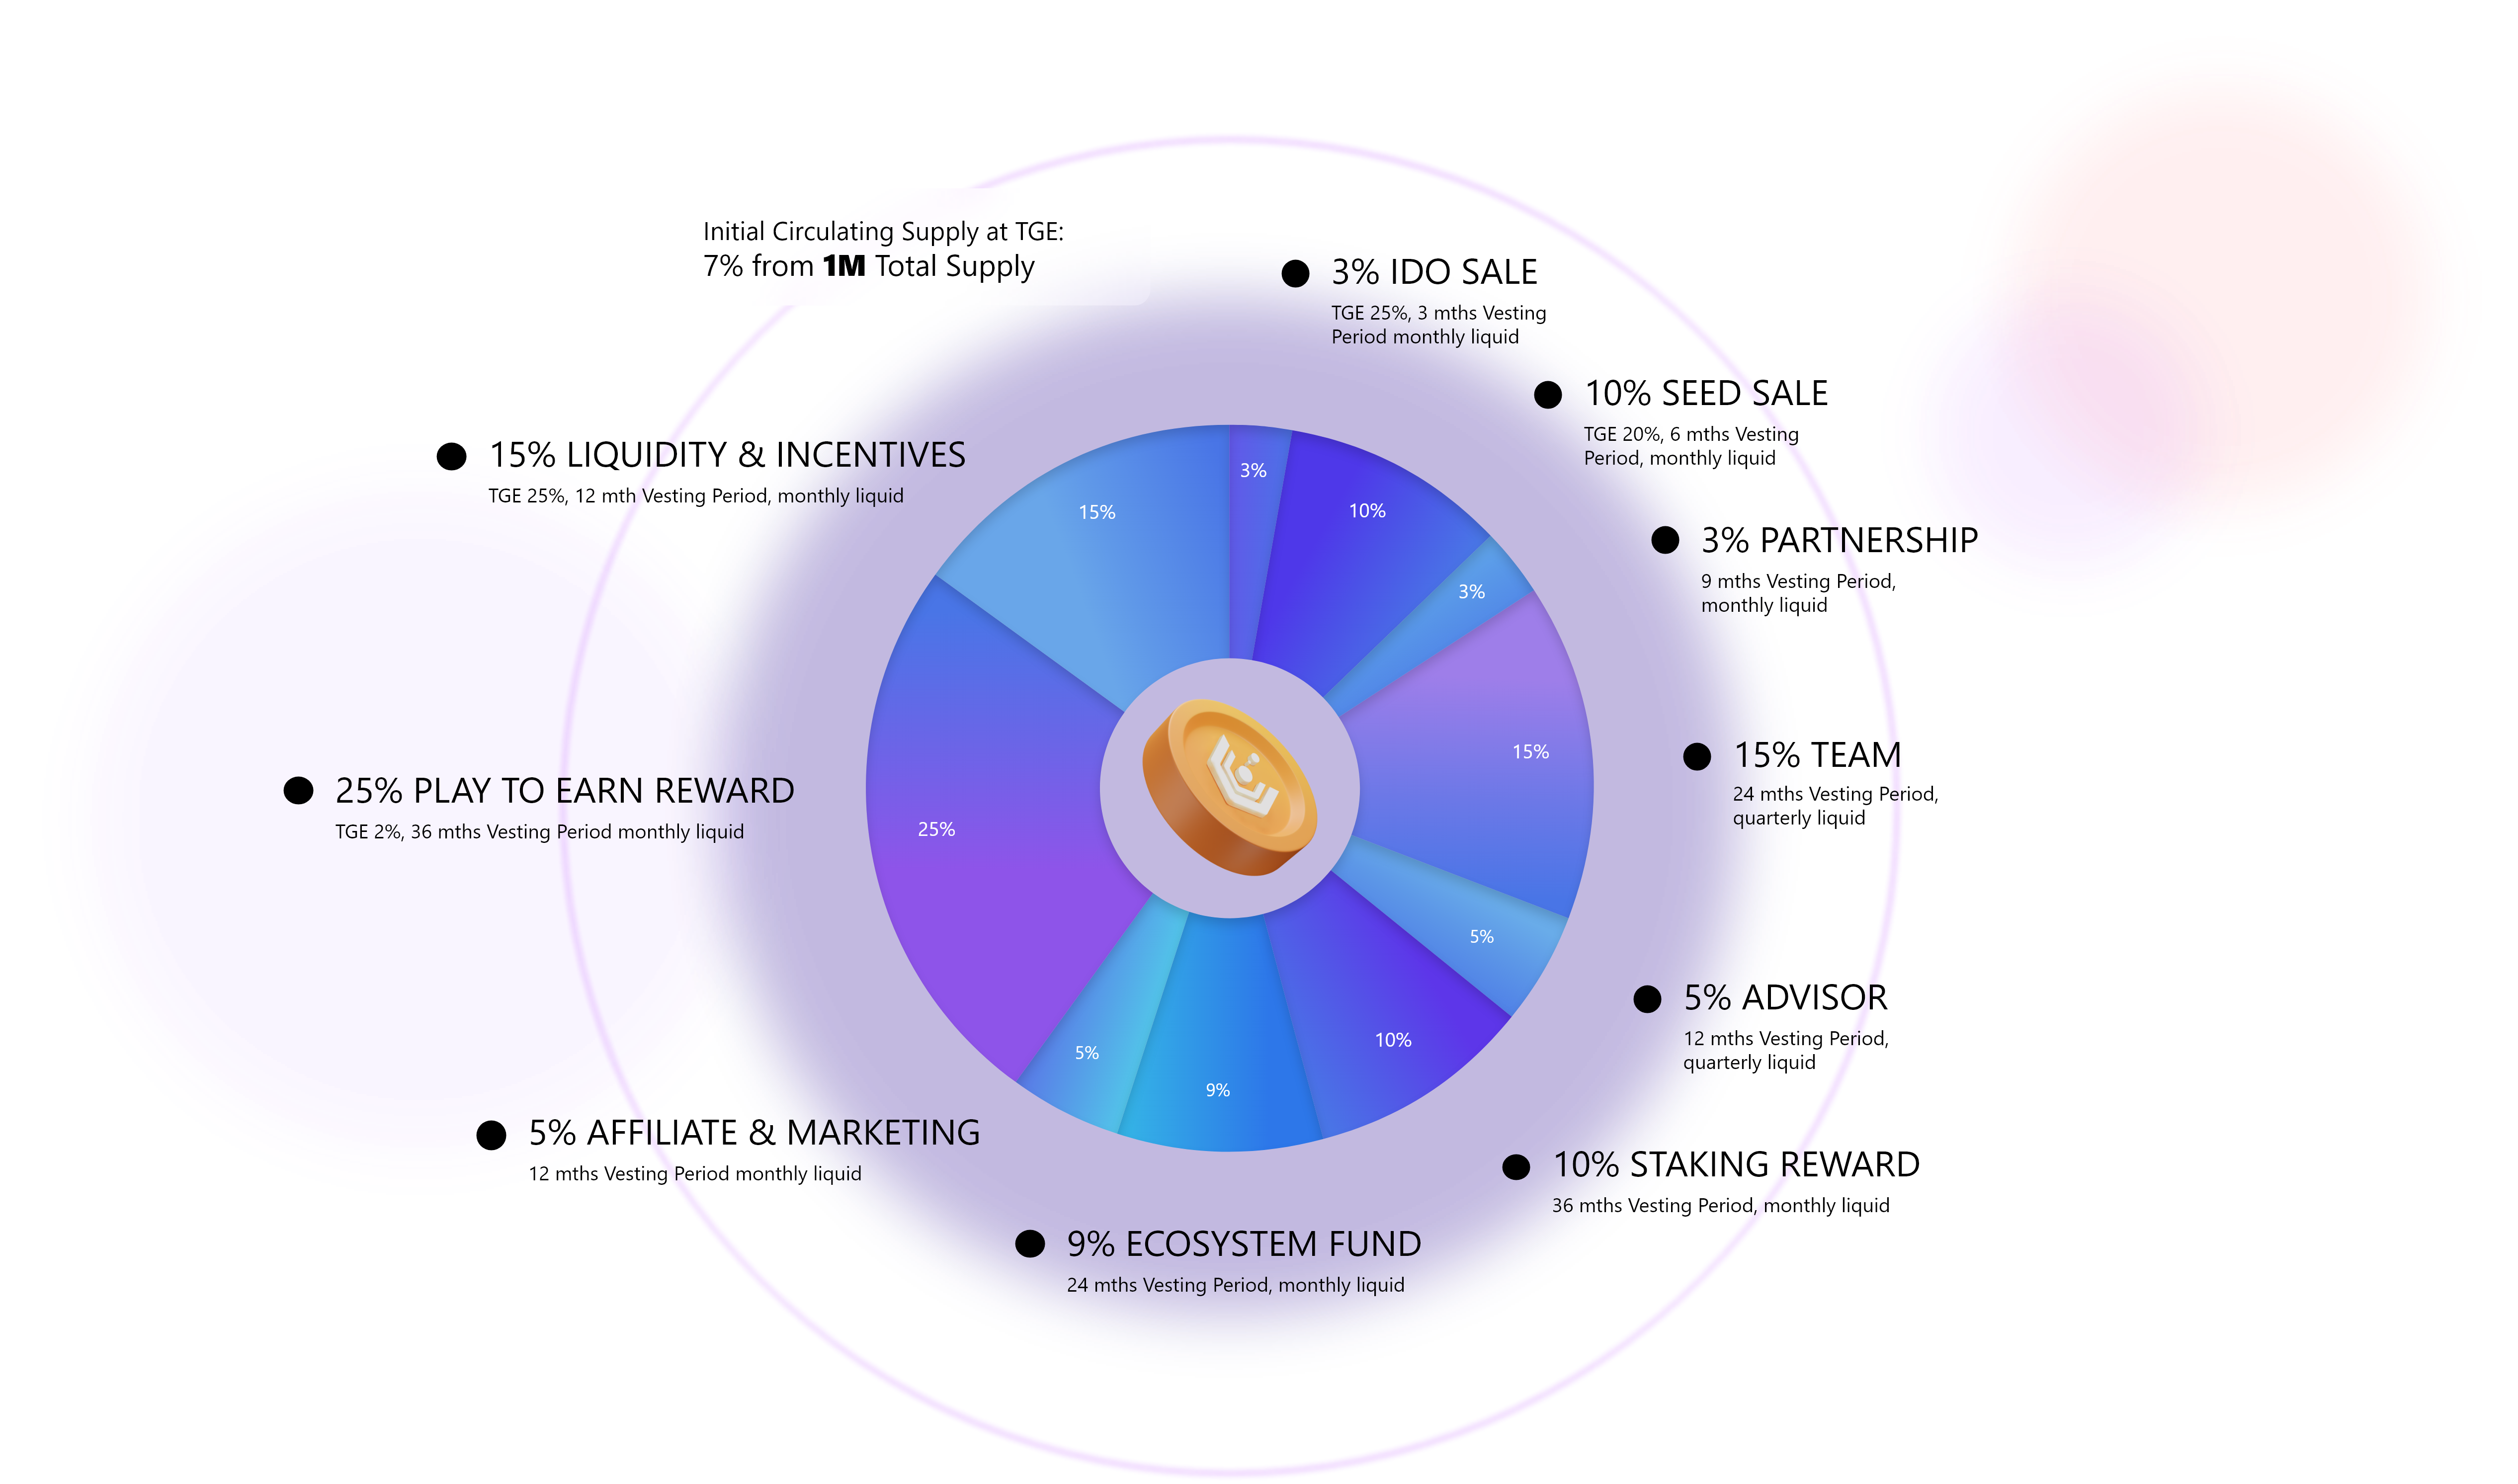 Initial Circulating Supply at TGE:
7% from 1M Total Supply
3% IDO SALE
TGE 25%, 3 mths Vesting
Period monthly liquid
10% SEED SALE
TGE 20%, 6 mths Vesting
Period, monthly liquid
3% PARTNERSHIP
9 mths Vesting Period,
monthly liquid
15% TEAM
24 mths Vesting Period,
quarterly liquid
5% ADVISOR
12 mths Vesting Period,
quarterly liquid
10% STAKING REWARD
36 mths Vesting Period, monthly liquid
9% ECOSYSTEM FUND
24 mths Vesting Period, monthly liquid
5% AFFILIATE & MARKETING
12 mths Vesting Period monthly liquid
25% PLAY TO EARN REWARD
TGE 2%, 36 mths Vesting Period monthly liquid
15% LIQUIDITY & INCENTIVES
TGE 25%, 12 mth Vesting Period, monthly liquid
3%
10%
3%
15%
5%
10%
9%
5%
25%
15%